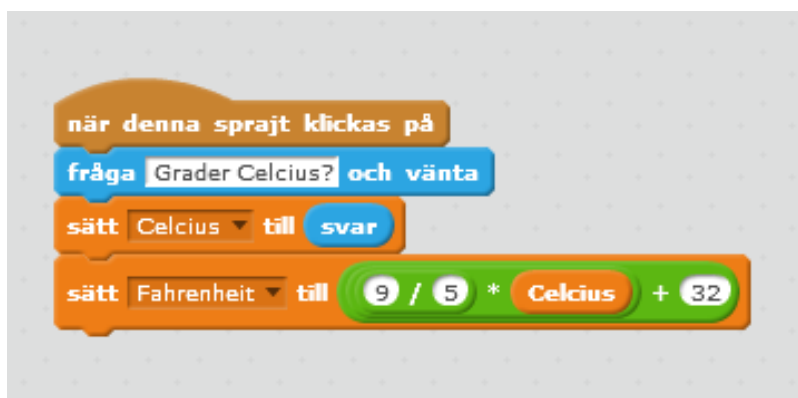 när denna sprajt klickas på
fråga Grader Celcius? och vänta
sätt Celcius till svar
sätt Fahrenheit till 9 / 5 * Celcius + 32